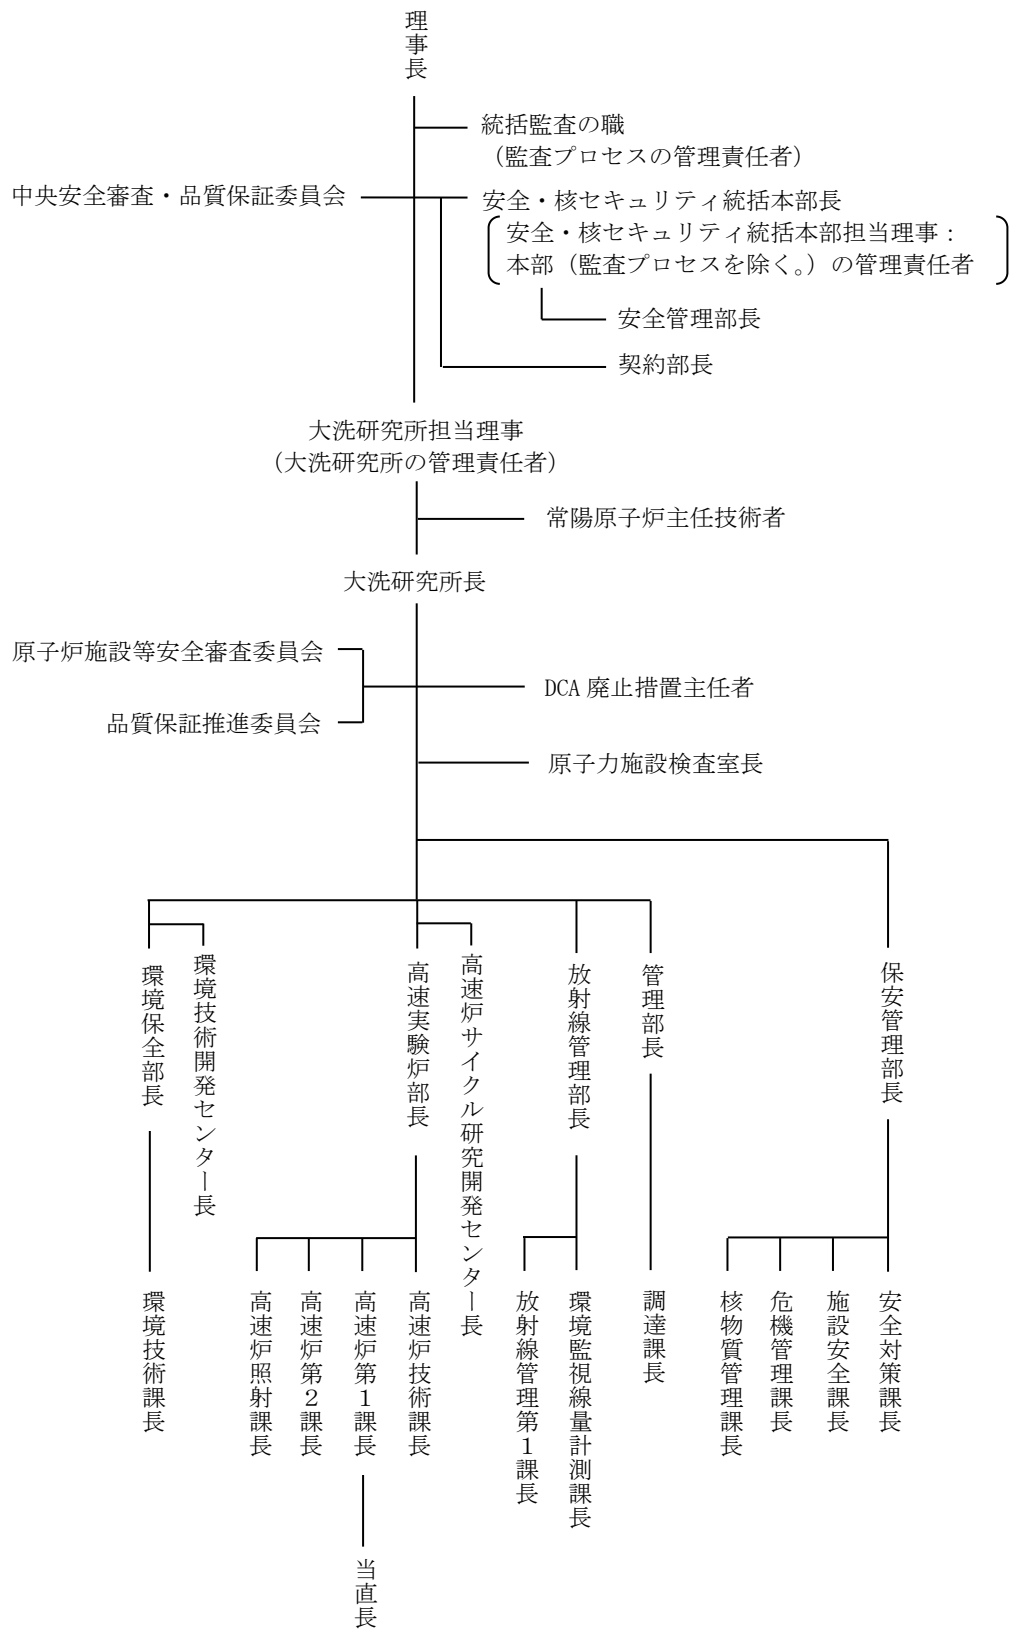 理事長
統括監査の職
（監査プロセスの管理責任者）
中央安全審査・品質保証委員会
安全・核セキュリティ統括本部長
安全・核セキュリティ統括本部担当理事：
本部（監査プロセスを除く。）の管理責任者
安全管理部長
契約部長
大洗研究所担当理事
（大洗研究所の管理責任者）
常陽原子炉主任技術者
大洗研究所長
原子炉施設等安全審査委員会
DCA 廃止措置主任者
品質保証推進委員会
原子力施設検査室長
環境保全部長
環境技術開発センター長
高速実験炉部長
高速炉サイクル研究開発センター長
放射線管理部長
管理部長
保安管理部長
環境技術課長
高速炉照射課長
高速炉第２課長
高速炉第１課長
高速炉技術課長
放射線管理第１課長
環境監視線量計測課長
調達課長
核物質管理課長
危機管理課長
施設安全課長
安全対策課長
当直長